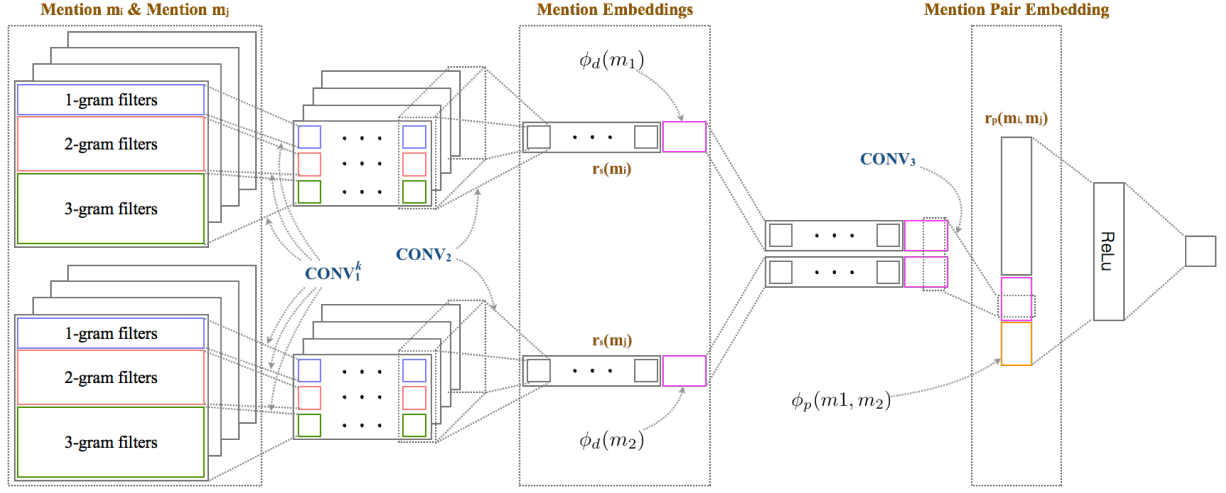 Mention mᵢ & Mention mⱼ
Mention Embeddings
Mention Pair Embedding
1-gram filters
2-gram filters
3-gram filters
ϕ_d(m₁)
rₛ(mᵢ)
CONV₃
rₚ(mᵢ, mⱼ)
CONV₁ᵏ
CONV₂
ReLu
1-gram filters
2-gram filters
3-gram filters
rₛ(mⱼ)
ϕ_d(m₂)
ϕₚ(m1, m₂)